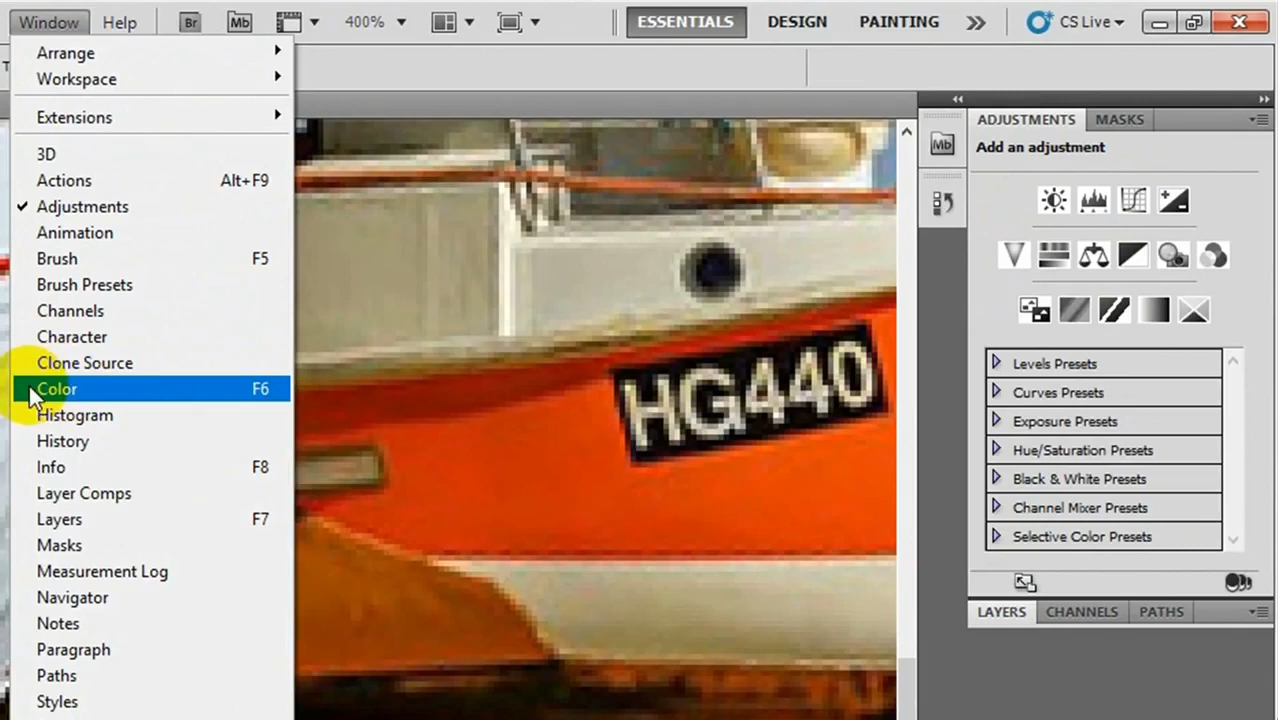 Window Help Br Mb 400% ESSENTIALS DESIGN PAINTING CS Live
Arrange
Workspace
Extensions
3D
Actions Alt+F9
Adjustments
Animation
Brush F5
Brush Presets
Channels
Character
Clone Source
Color F6
Histogram
History
Info F8
Layer Comps
Layers F7
Masks
Measurement Log
Navigator
Notes
Paragraph
Paths
Styles
HG440
Mb
ADJUSTMENTS MASKS
Add an adjustment
Levels Presets
Curves Presets
Exposure Presets
Hue/Saturation Presets
Black & White Presets
Channel Mixer Presets
Selective Color Presets
LAYERS CHANNELS PATHS